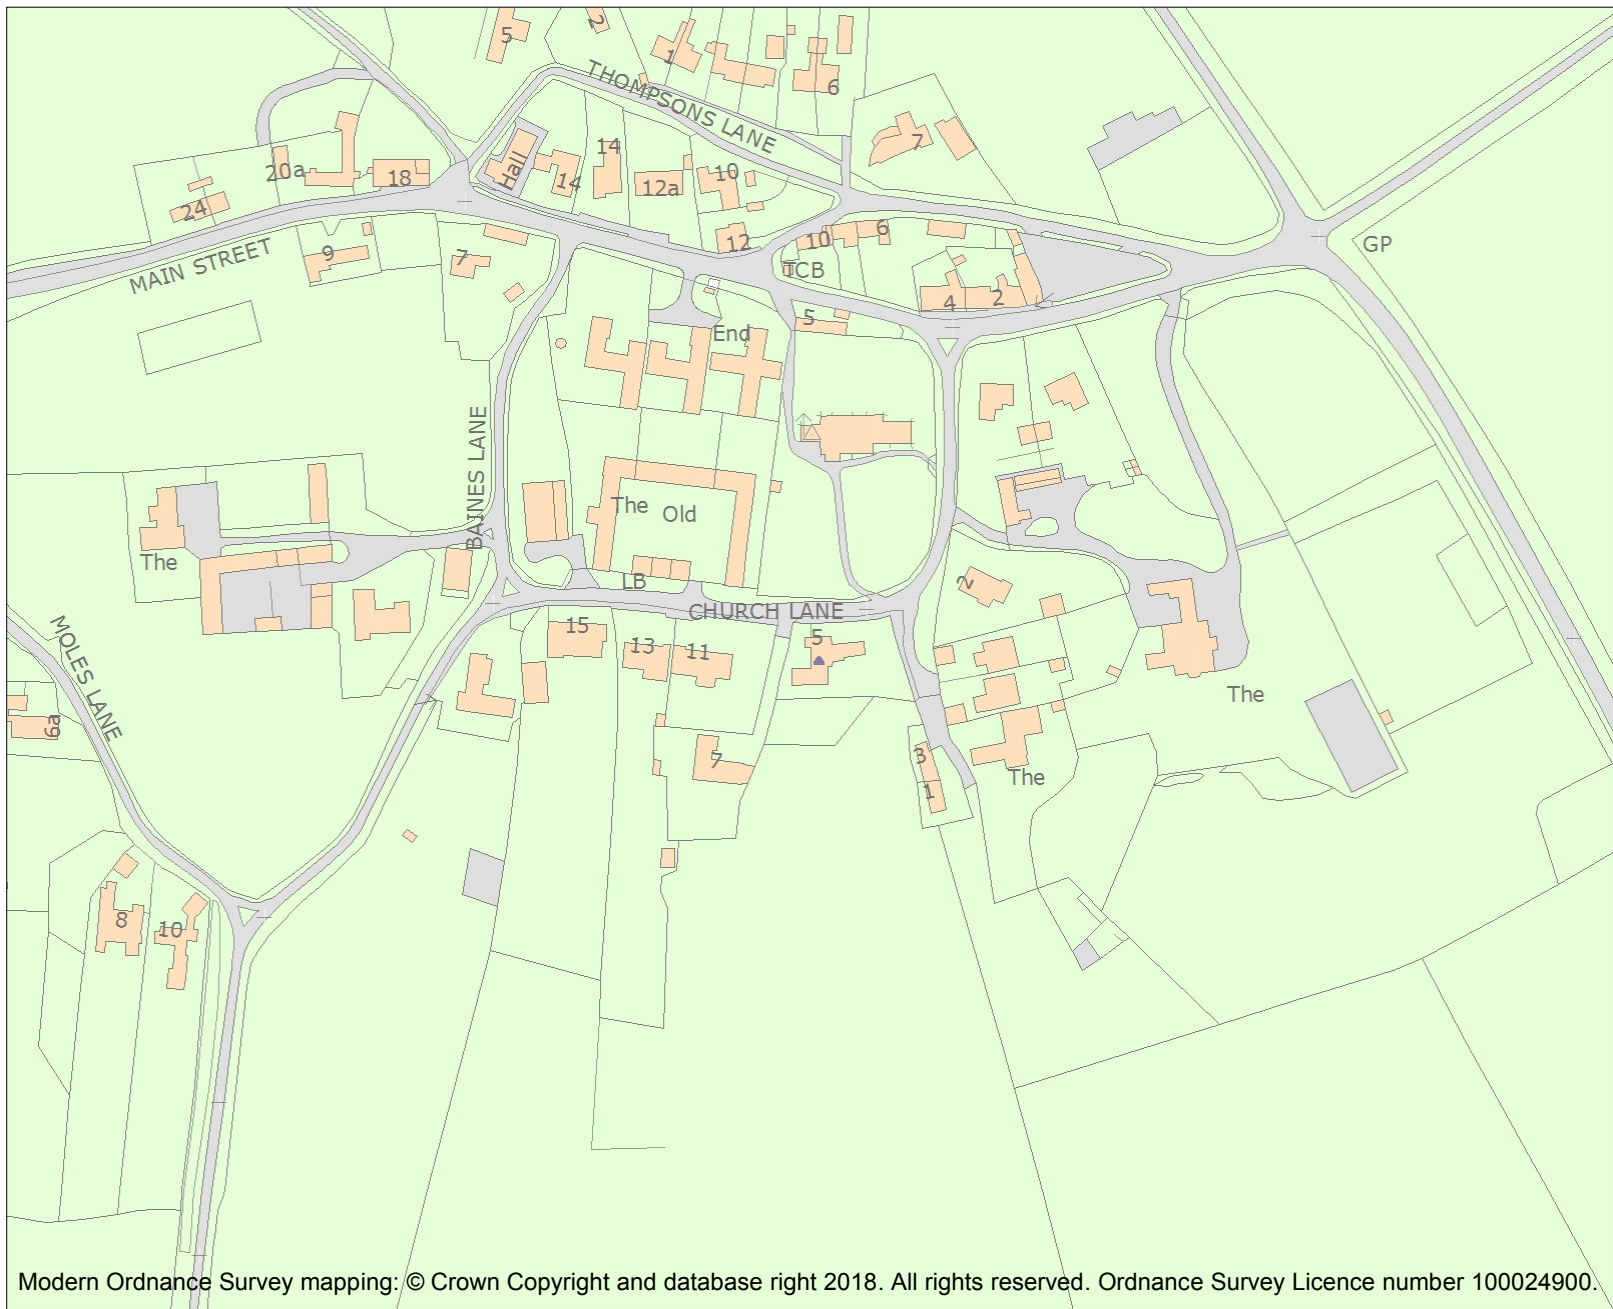 5
2
1
6
THOMPSONS LANE
7
20a
18
Hall
14
14
12a
10
24
MAIN STREET
9
7
12
10
6
TCB
GP
4
2
5
End
BAINES LANE
The
Old
The
LB
2
CHURCH LANE
15
13
11
5
MOLES LANE
6a
The
7
3
1
The
8
10
Modern Ordnance Survey mapping: © Crown Copyright and database right 2018. All rights reserved. Ordnance Survey Licence number 100024900.